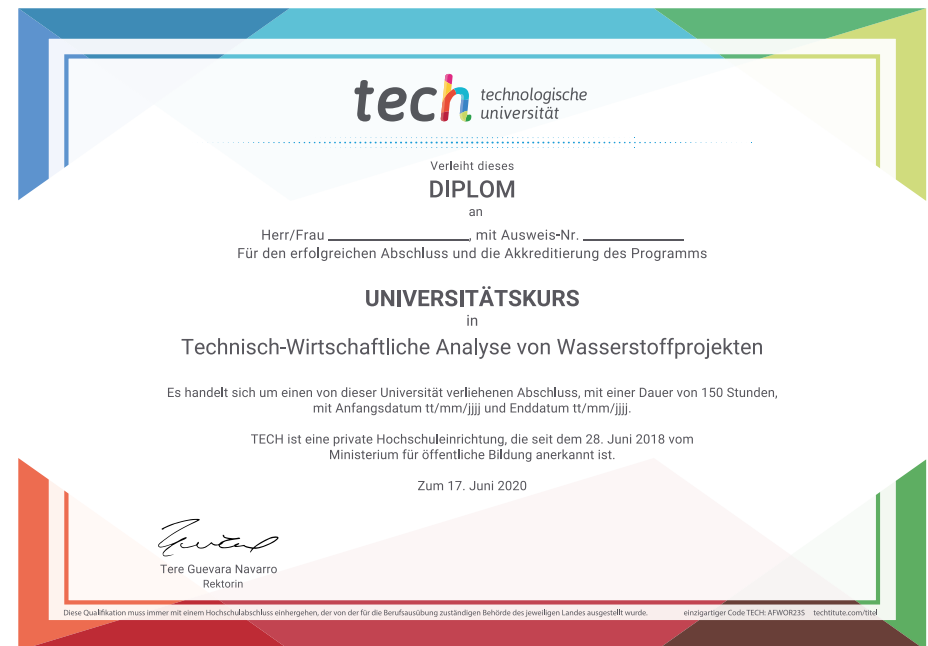 tech technologische
universität
Verleiht dieses
DIPLOM
an
Herr/Frau ____________, mit Ausweis-Nr. ____________
Für den erfolgreichen Abschluss und die Akkreditierung des Programms
UNIVERSITÄTSKURS
in
Technisch-Wirtschaftliche Analyse von Wasserstoffprojekten
Es handelt sich um einen von dieser Universität verliehenen Abschluss, mit einer Dauer von 150 Stunden,
mit Anfangsdatum tt/mm/jjjj und Enddatum tt/mm/jjjj.
TECH ist eine private Hochschuleinrichtung, die seit dem 28. Juni 2018 vom
Ministerium für öffentliche Bildung anerkannt ist.
Zum 17. Juni 2020
Tere Guevara Navarro
Rektorin
Diese Qualifikation muss immer mit einem Hochschulabschluss einhergehen, der von der für die Berufsausübung zuständigen Behörde des jeweiligen Landes ausgestellt wurde. einzigartiger Code TECH: AFWOR23S techtitute.com/titel